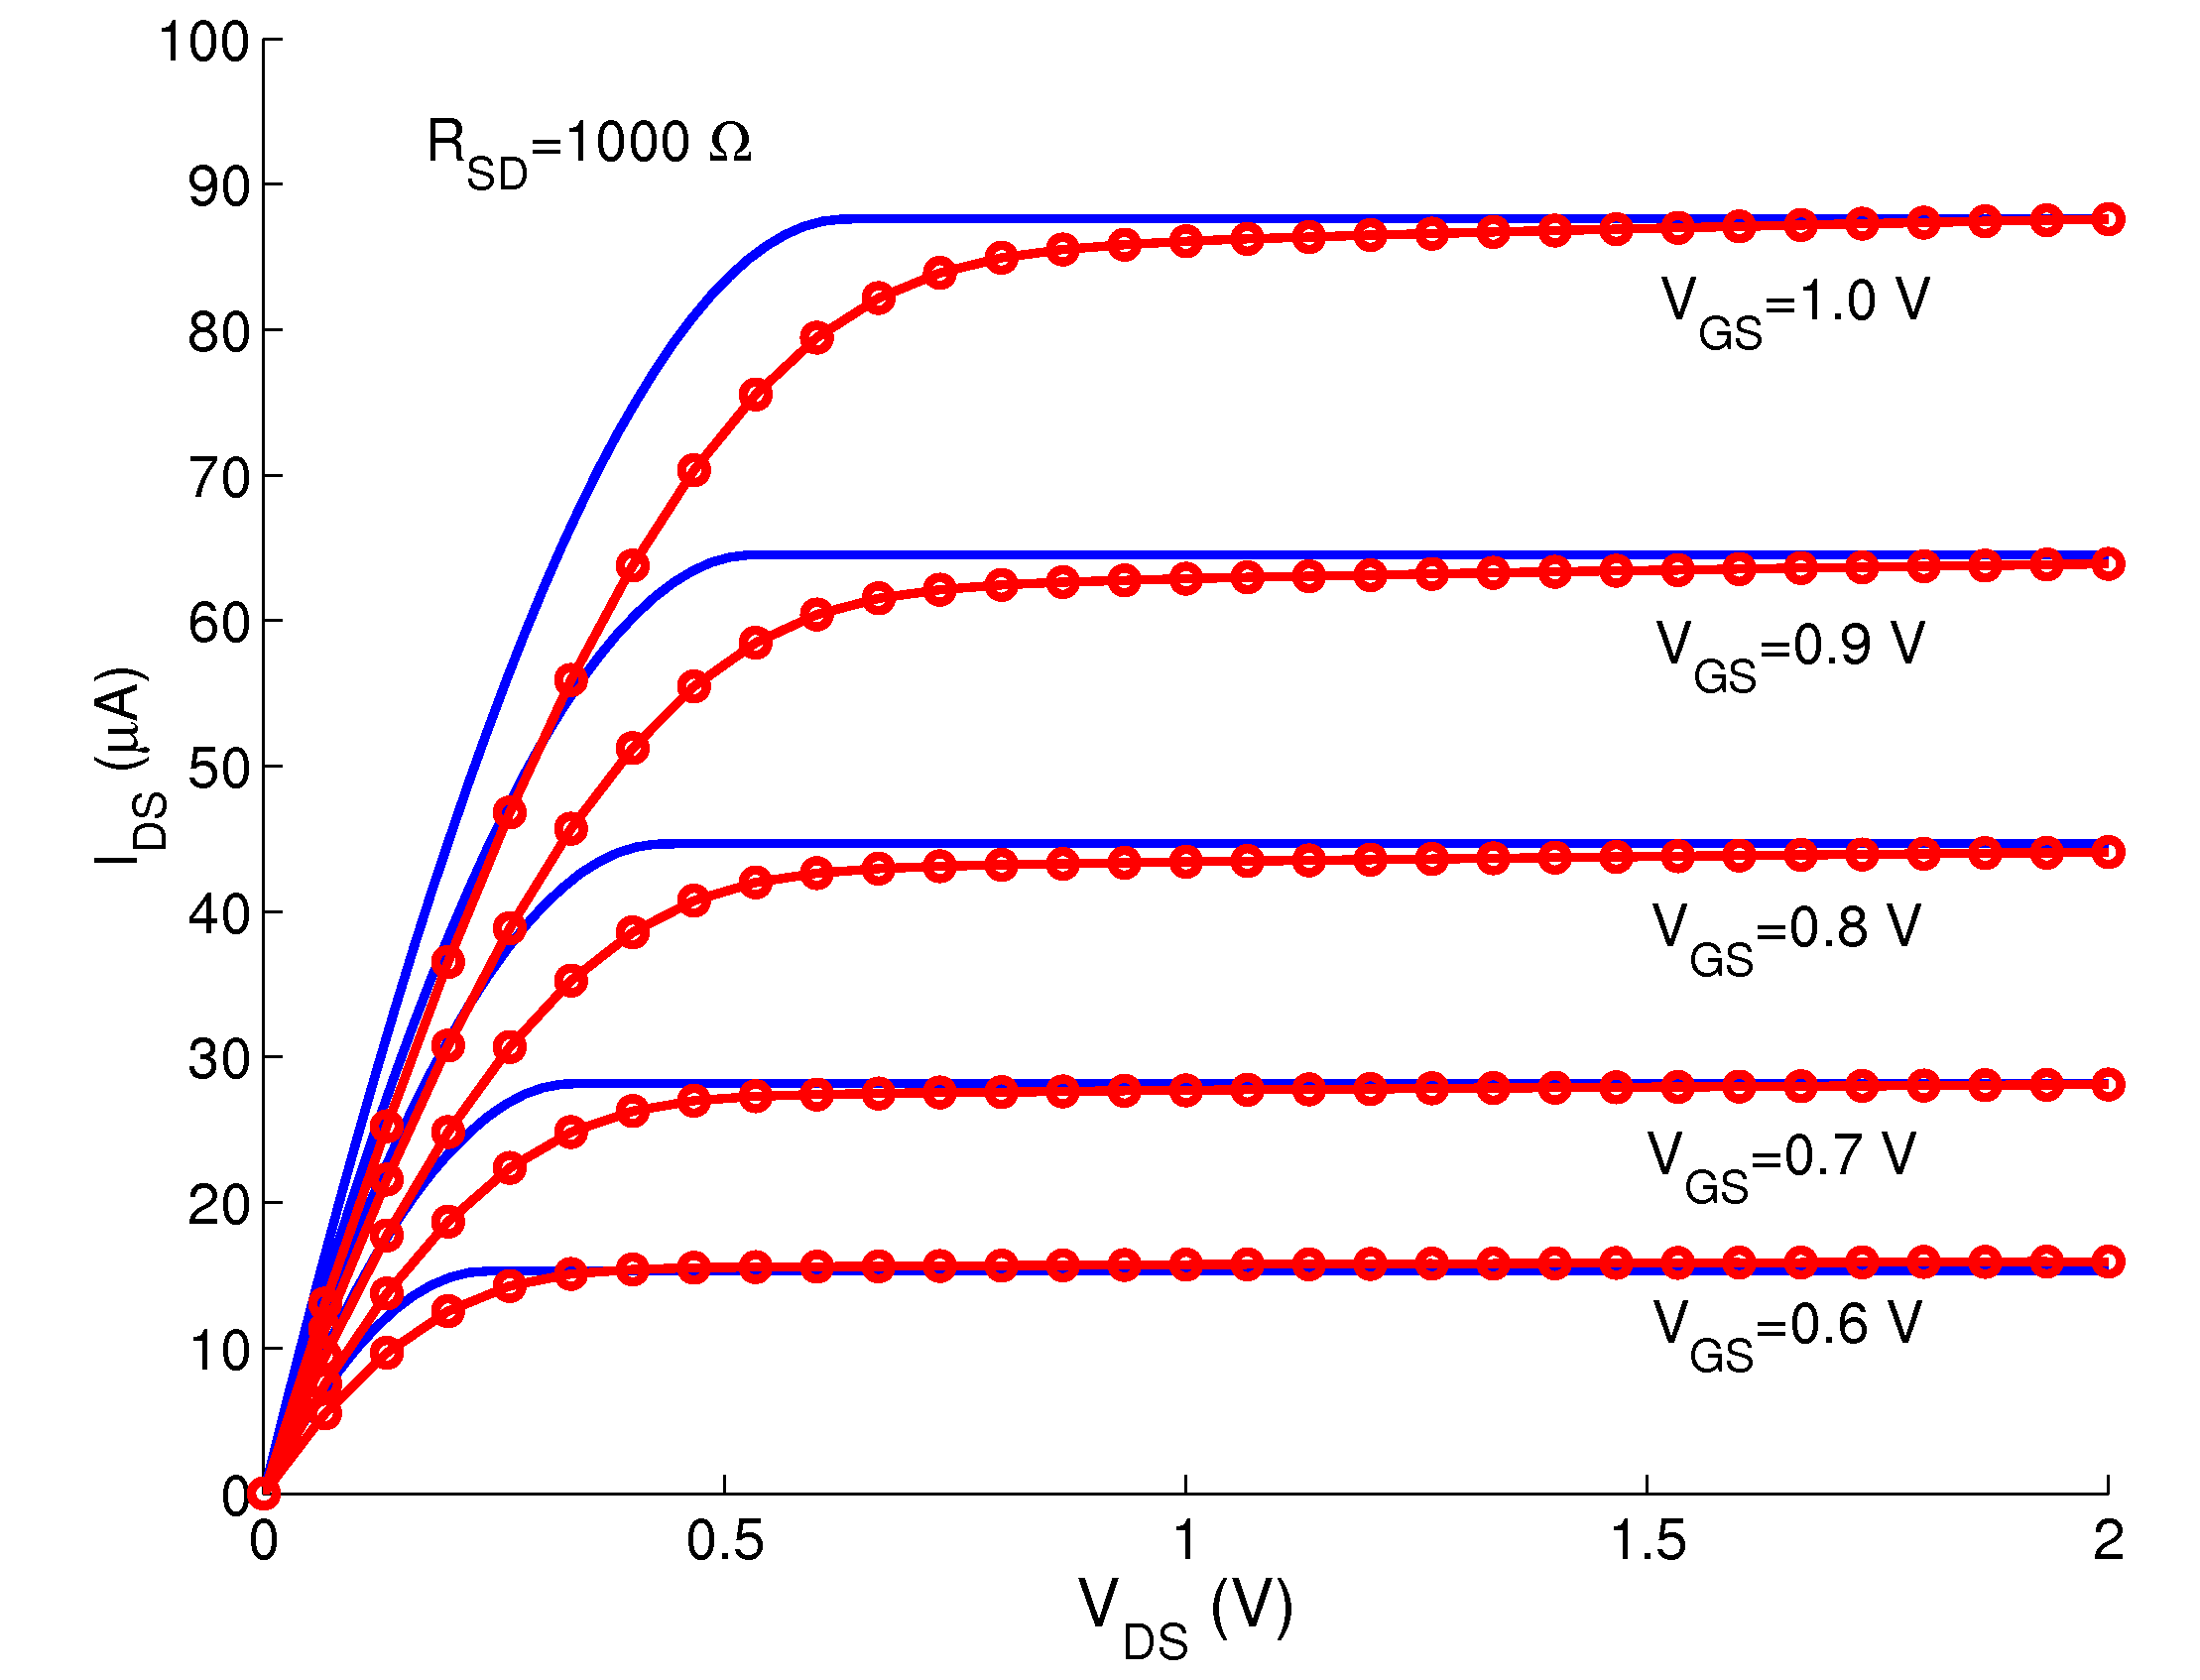 100
R_SD=1000 Ω
90
80
V_GS=1.0 V
70
60
V_GS=0.9 V
I_DS (μA)
50
40
V_GS=0.8 V
30
20
V_GS=0.7 V
10
V_GS=0.6 V
0
0 0.5 1 1.5 2
V_DS (V)